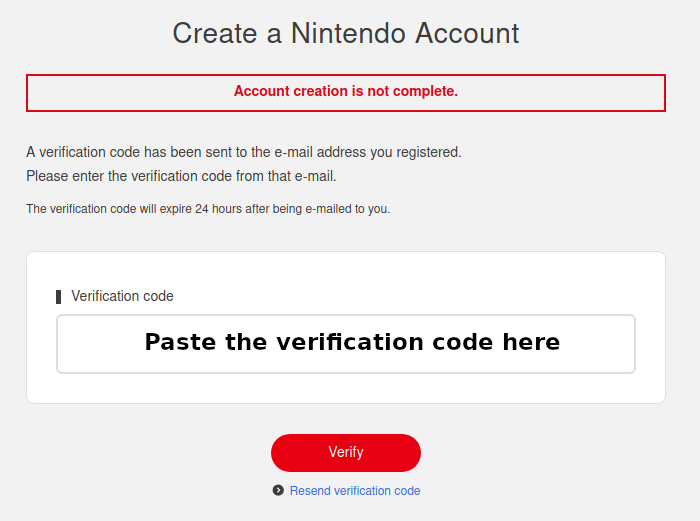 Create a Nintendo Account
Account creation is not complete.
A verification code has been sent to the e-mail address you registered.
Please enter the verification code from that e-mail.
The verification code will expire 24 hours after being e-mailed to you.
Verification code
Paste the verification code here
Verify
Resend verification code